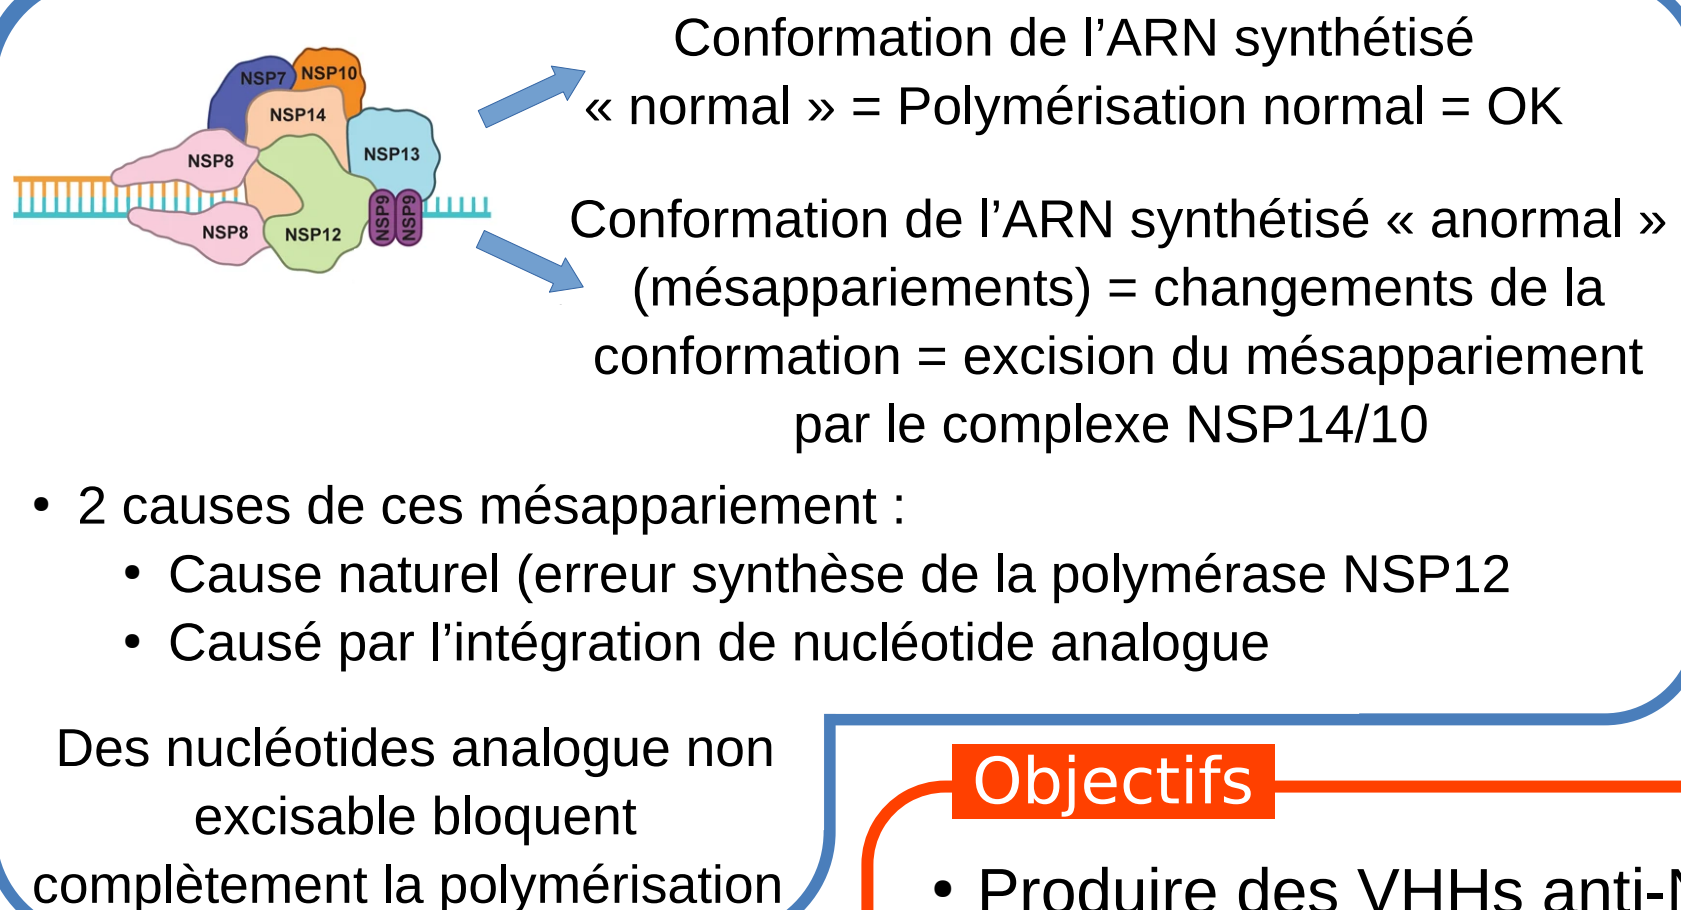 NSP7
NSP10
NSP14
NSP8
NSP13
NSP8
NSP12
NSP9
NSP9
Conformation de l’ARN synthétisé
« normal » = Polymérisation normal = OK
Conformation de l’ARN synthétisé « anormal »
(mésappariements) = changements de la
conformation = excision du mésappariement
par le complexe NSP14/10
• 2 causes de ces mésappariement :
• Cause naturel (erreur synthèse de la polymérase NSP12
• Causé par l’intégration de nucléotide analogue
Des nucléotides analogue non
excisable bloquent
complètement la polymérisation
Objectifs
• Produire des VHHs anti-N